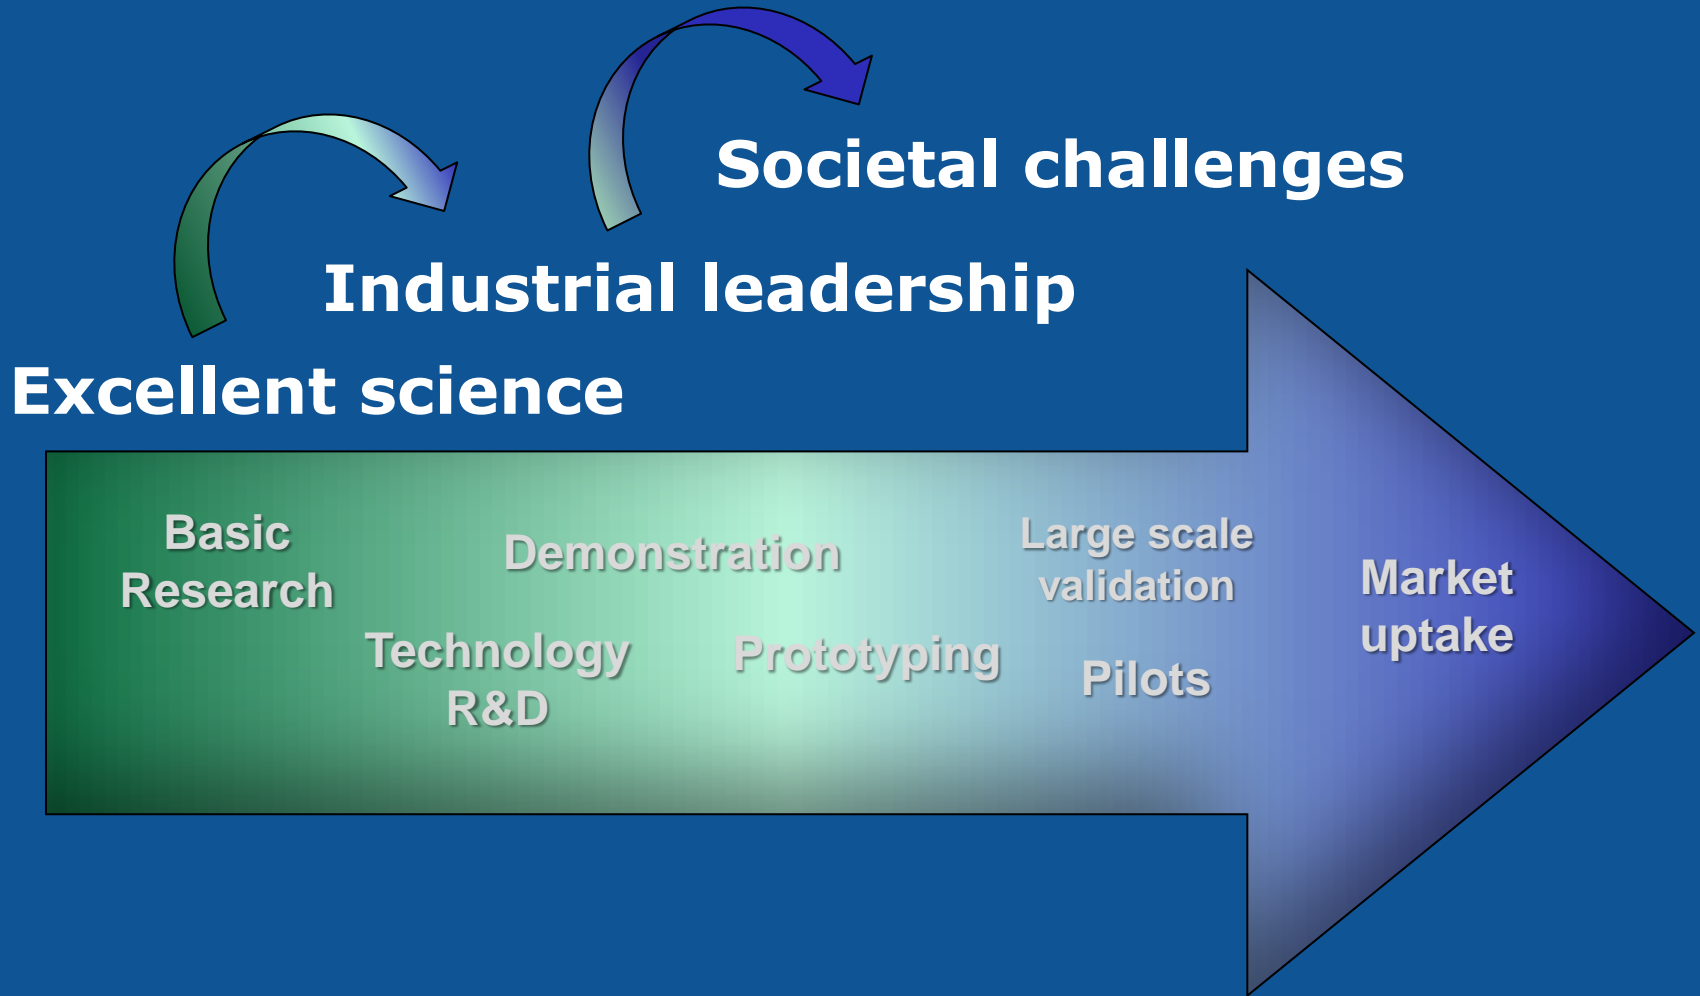 Societal challenges
Industrial leadership
Excellent science
Basic
Research
Demonstration
Large scale
validation
Market
uptake
Technology
R&D
Prototyping
Pilots